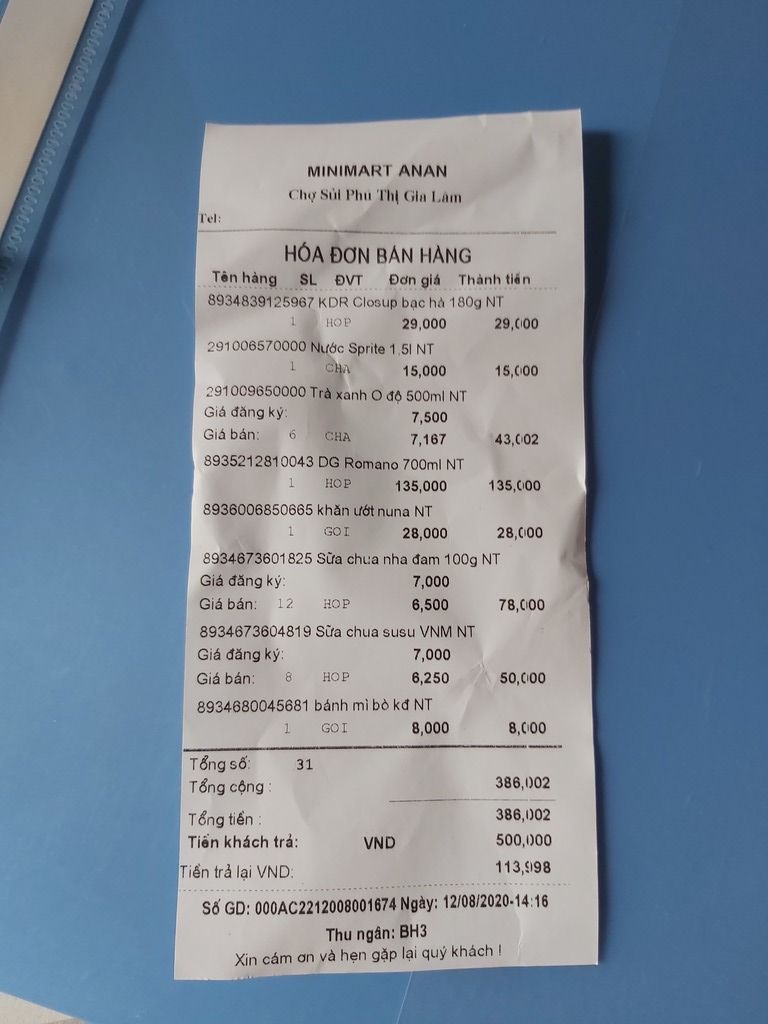 MINIMART ANAN
Chợ Sủi Phú Thị Gia Lâm
Tel:
HÓA ĐƠN BÁN HÀNG
Tên hàng SL ĐVT Đơn giá Thành tiền
8934839125967 KDR Closup bạc hà 180g NT
1 HOP 29,000 29,000
291006570000 Nước Sprite 1,5l NT
1 CHA 15,000 15,000
291009650000 Trà xanh O độ 500ml NT
Giá đăng ký: 7,500
Giá bán: 6 CHA 7,167 43,002
8935212810043 DG Romano 700ml NT
1 HOP 135,000 135,000
8936006850665 khăn ướt nuna NT
1 GOI 28,000 28,000
8934673601825 Sữa chua nha đam 100g NT
Giá đăng ký: 7,000
Giá bán: 12 HOP 6,500 78,000
8934673604819 Sữa chua susu VNM NT
Giá đăng ký: 7,000
Giá bán: 8 HOP 6,250 50,000
8934680045681 bánh mì bò kđ NT
1 GOI 8,000 8,000
Tổng số: 31
Tổng cộng : 386,002
Tổng tiền : 386,002
Tiền khách trả: VND 500,000
Tiền trả lại VND: 113,998
Số GD: 000AC2212008001674 Ngày: 12/08/2020-14:16
Thu ngân: BH3
Xin cám ơn và hẹn gặp lại quý khách !